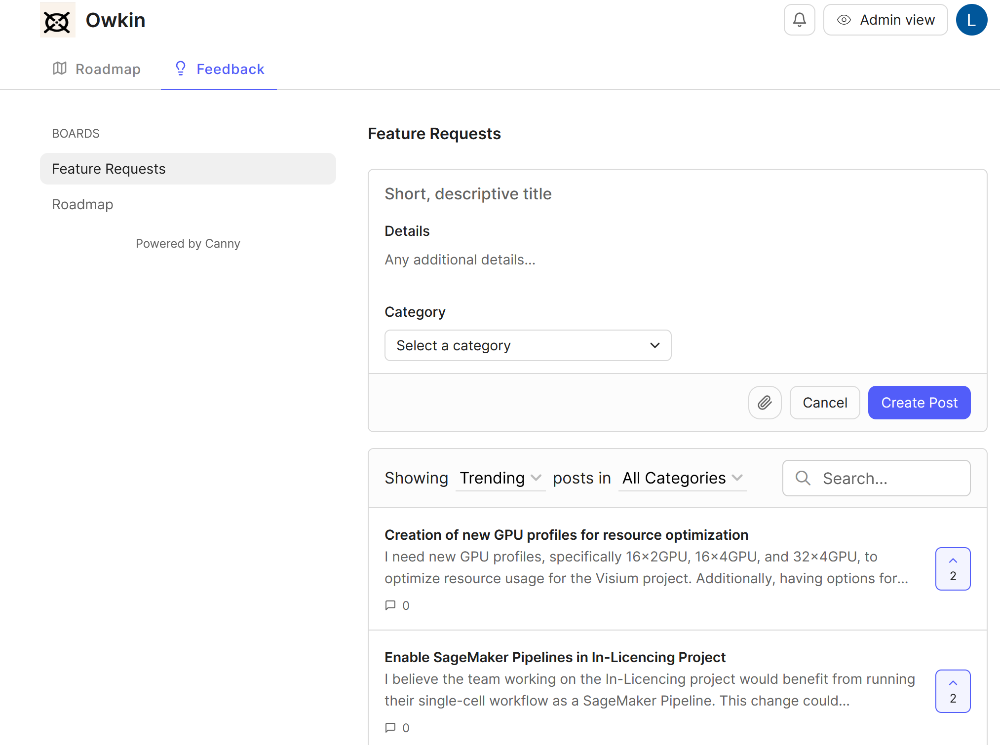 Owkin
Admin view
L
Roadmap
Feedback
BOARDS
Feature Requests
Roadmap
Powered by Canny
Feature Requests
Short, descriptive title
Details
Any additional details...
Category
Select a category
Cancel
Create Post
Showing Trending posts in All Categories
Search...
Creation of new GPU profiles for resource optimization
I need new GPU profiles, specifically 16×2GPU, 16×4GPU, and 32×4GPU, to
optimize resource usage for the Visium project. Additionally, having options for...
2
0
Enable SageMaker Pipelines in In-Licencing Project
I believe the team working on the In-Licencing project would benefit from running
their single-cell workflow as a SageMaker Pipeline. This change could...
2
0